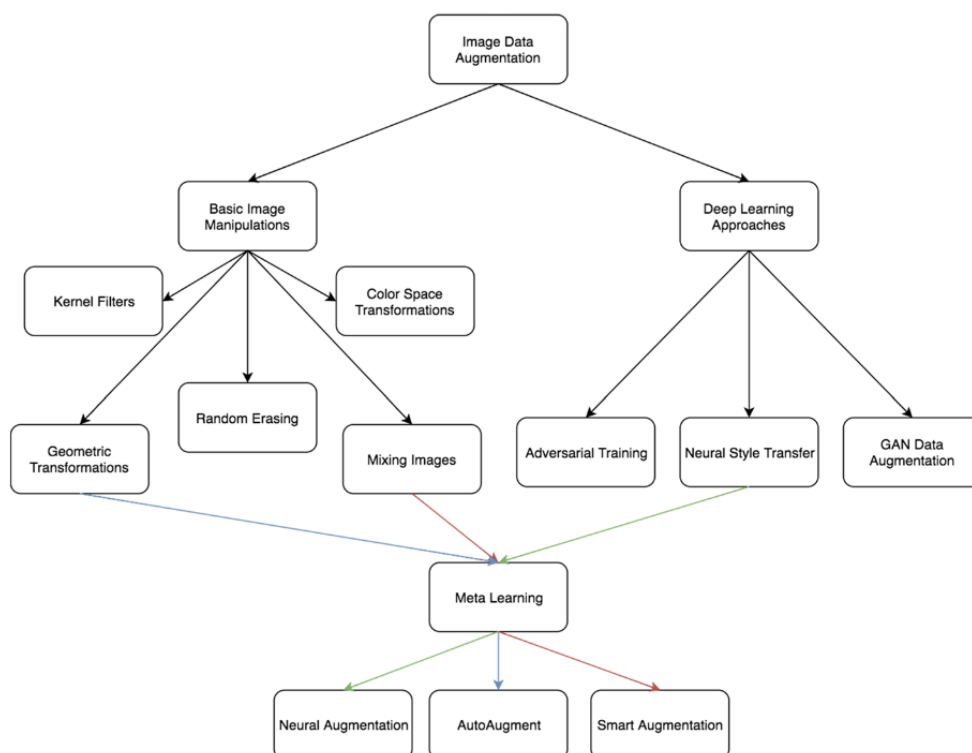 Image Data
Augmentation
Basic Image
Manipulations
Deep Learning
Approaches
Kernel Filters
Color Space
Transformations
Geometric
Transformations
Random Erasing
Mixing Images
Adversarial Training
Neural Style Transfer
GAN Data
Augmentation
Meta Learning
Neural Augmentation
AutoAugment
Smart Augmentation